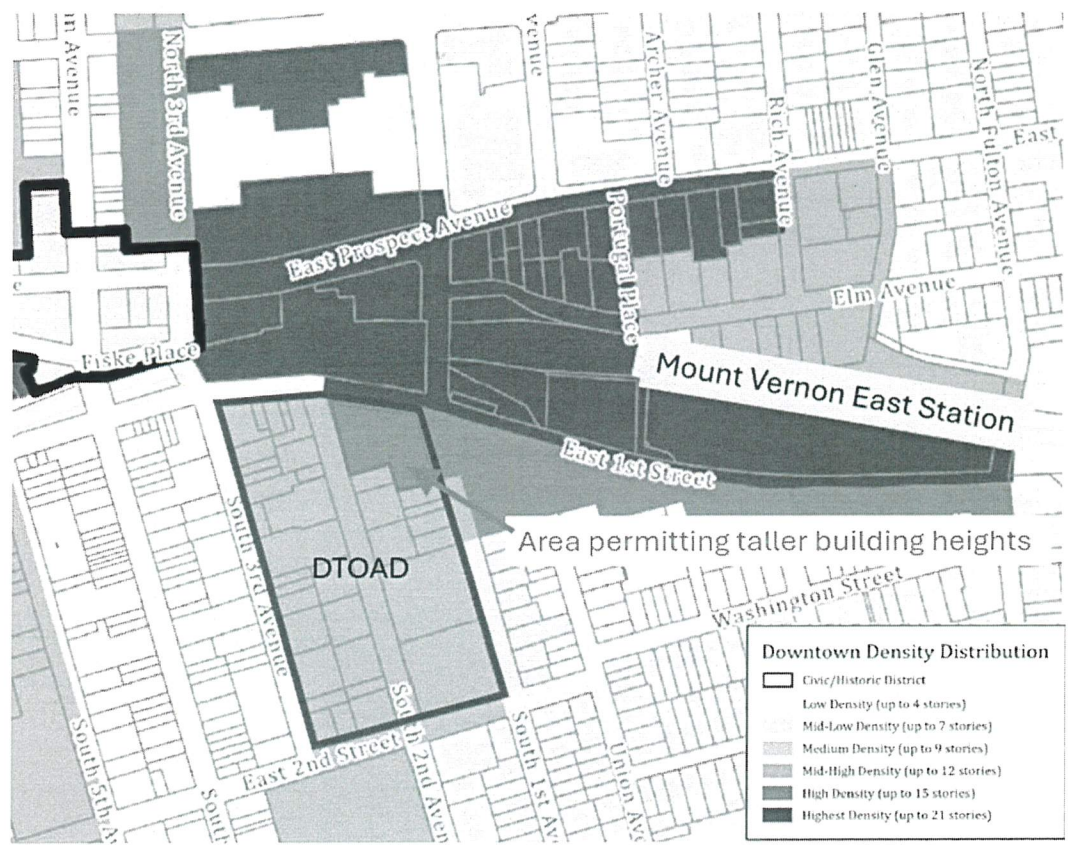 North 3rd Avenue
Archer Avenue
Rich Avenue
Glen Avenue
North Fulton Avenue
East
East Prospect Avenue
Portugal Place
Elm Avenue
Fiske Place
Mount Vernon East Station
East 1st Street
Area permitting taller building heights
South 3rd Avenue
DTOAD
Washington Street
East 2nd Street
South 2nd Aven
South 1st Av
Union Av
South 5th A
South
Downtown Density Distribution
Civic/Historic District
Low Density (up to 4 stories)
Mid-Low Density (up to 7 stories)
Medium Density (up to 9 stories)
Mid-High Density (up to 12 stories)
High Density (up to 15 stories)
Highest Density (up to 21 stories)